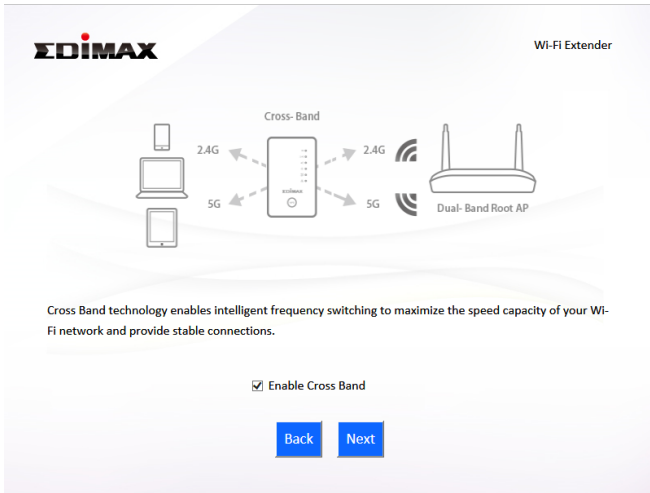 EDIMAX
Wi-Fi Extender
Cross- Band
2.4G
2.4G
EDIMAX
5G
5G
Dual- Band Root AP
Cross Band technology enables intelligent frequency switching to maximize the speed capacity of your Wi-
Fi network and provide stable connections.
Enable Cross Band
Back
Next